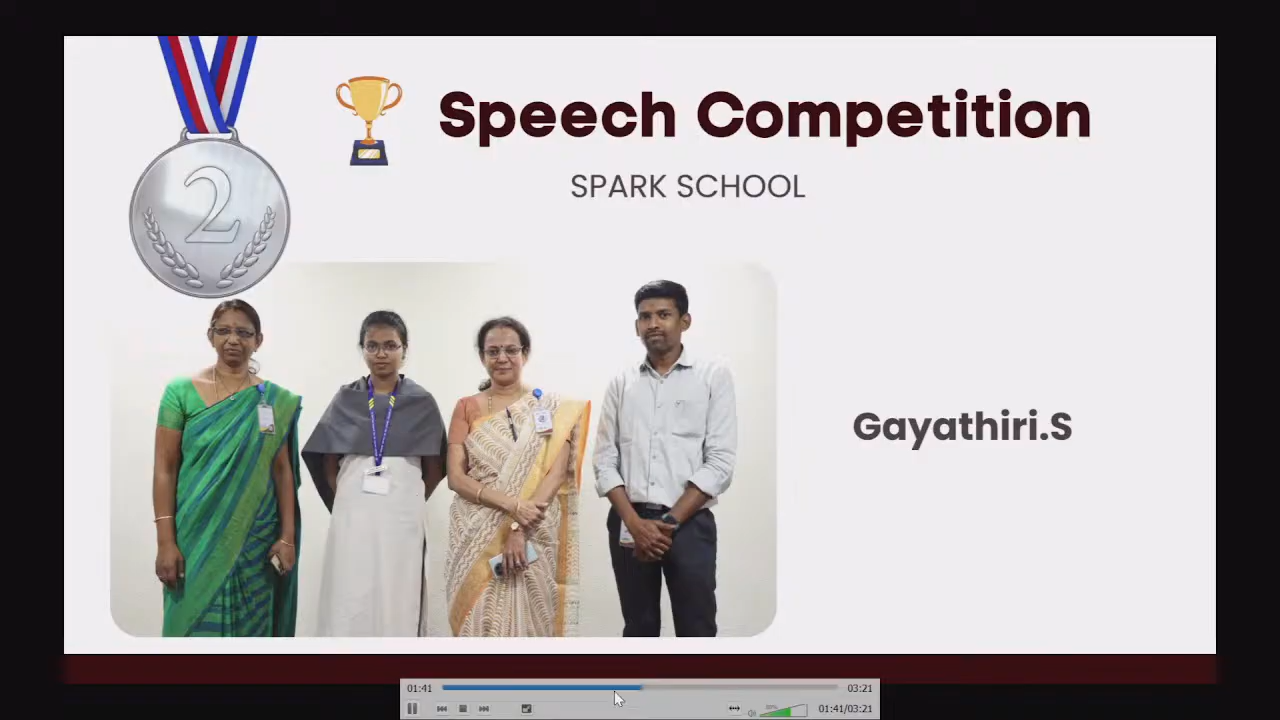 Speech Competition
SPARK SCHOOL
2
Gayathiri.S
01:41
03:21
01:41/03:21